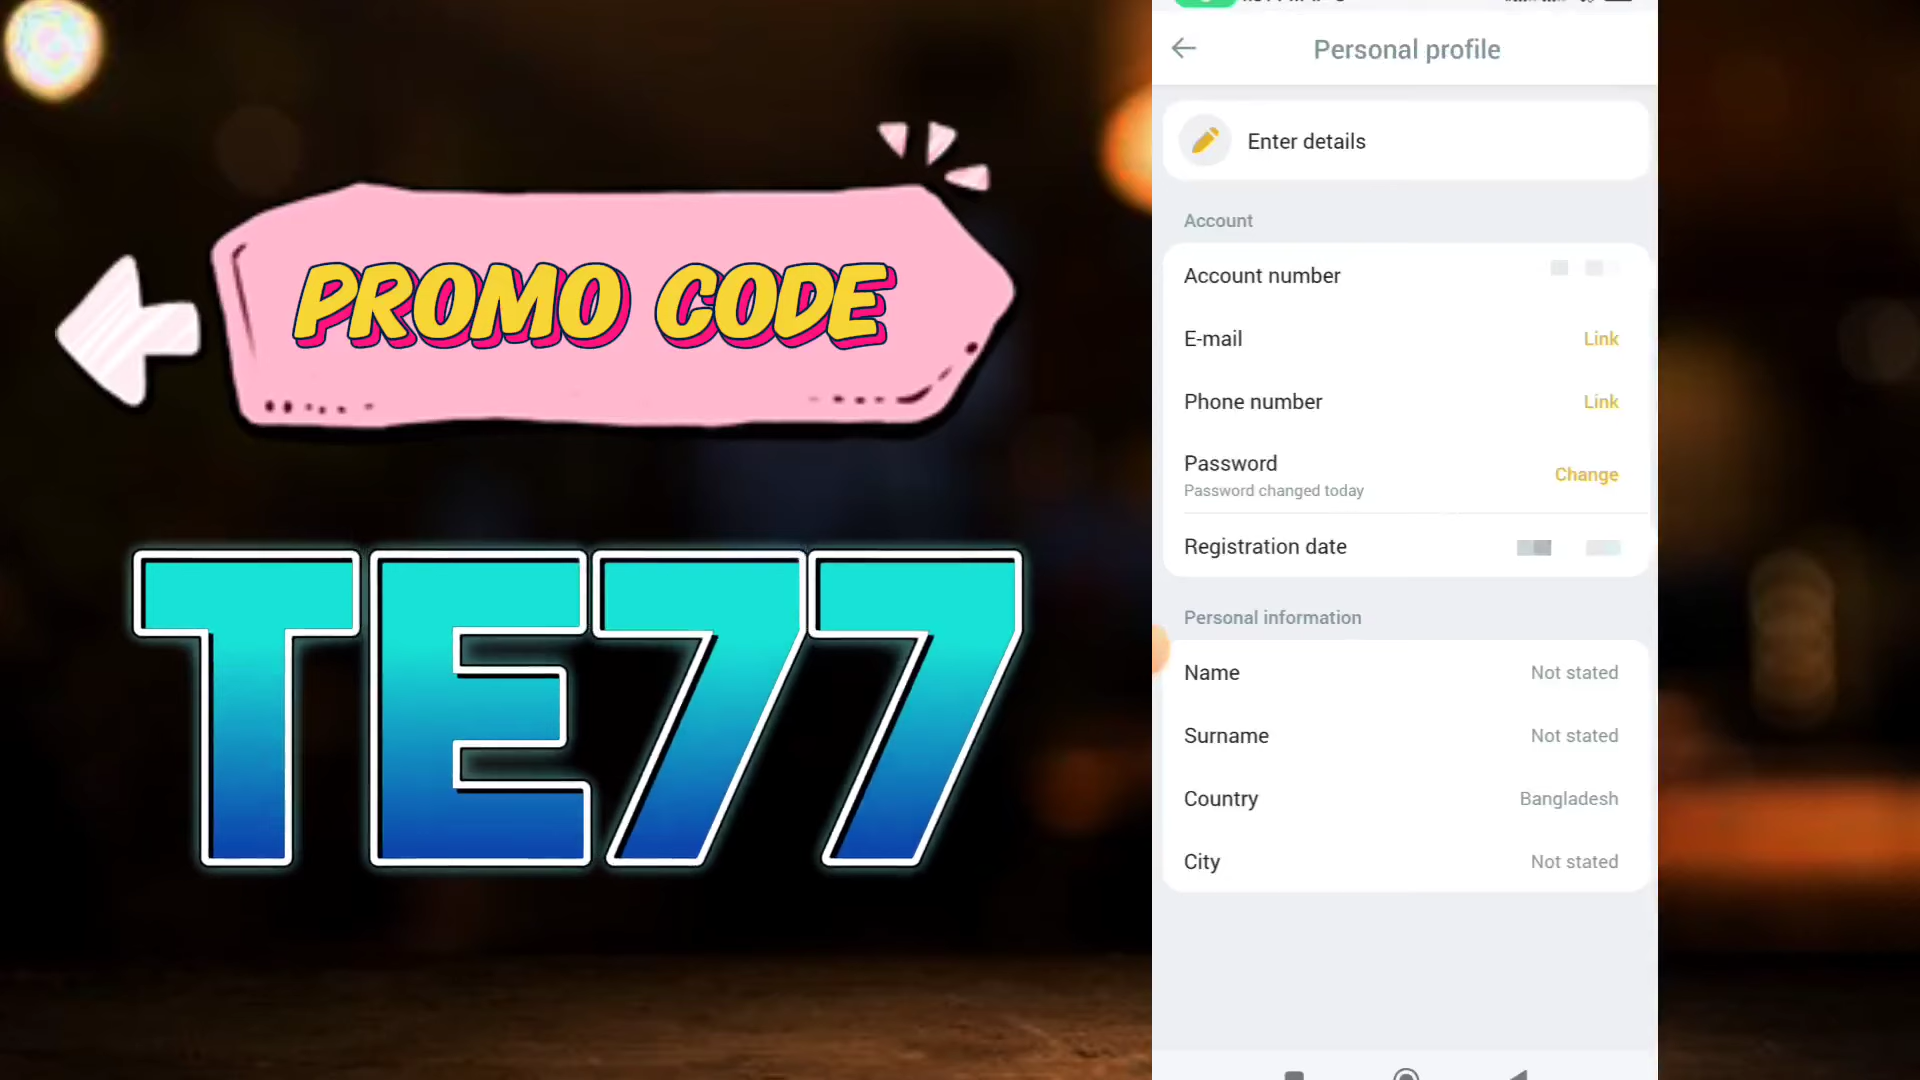 PROMO CODE
TE77
Personal profile
Enter details
Account
Account number
E-mail Link
Phone number Link
Password Change
Password changed today
Registration date
Personal information
Name Not stated
Surname Not stated
Country Bangladesh
City Not stated